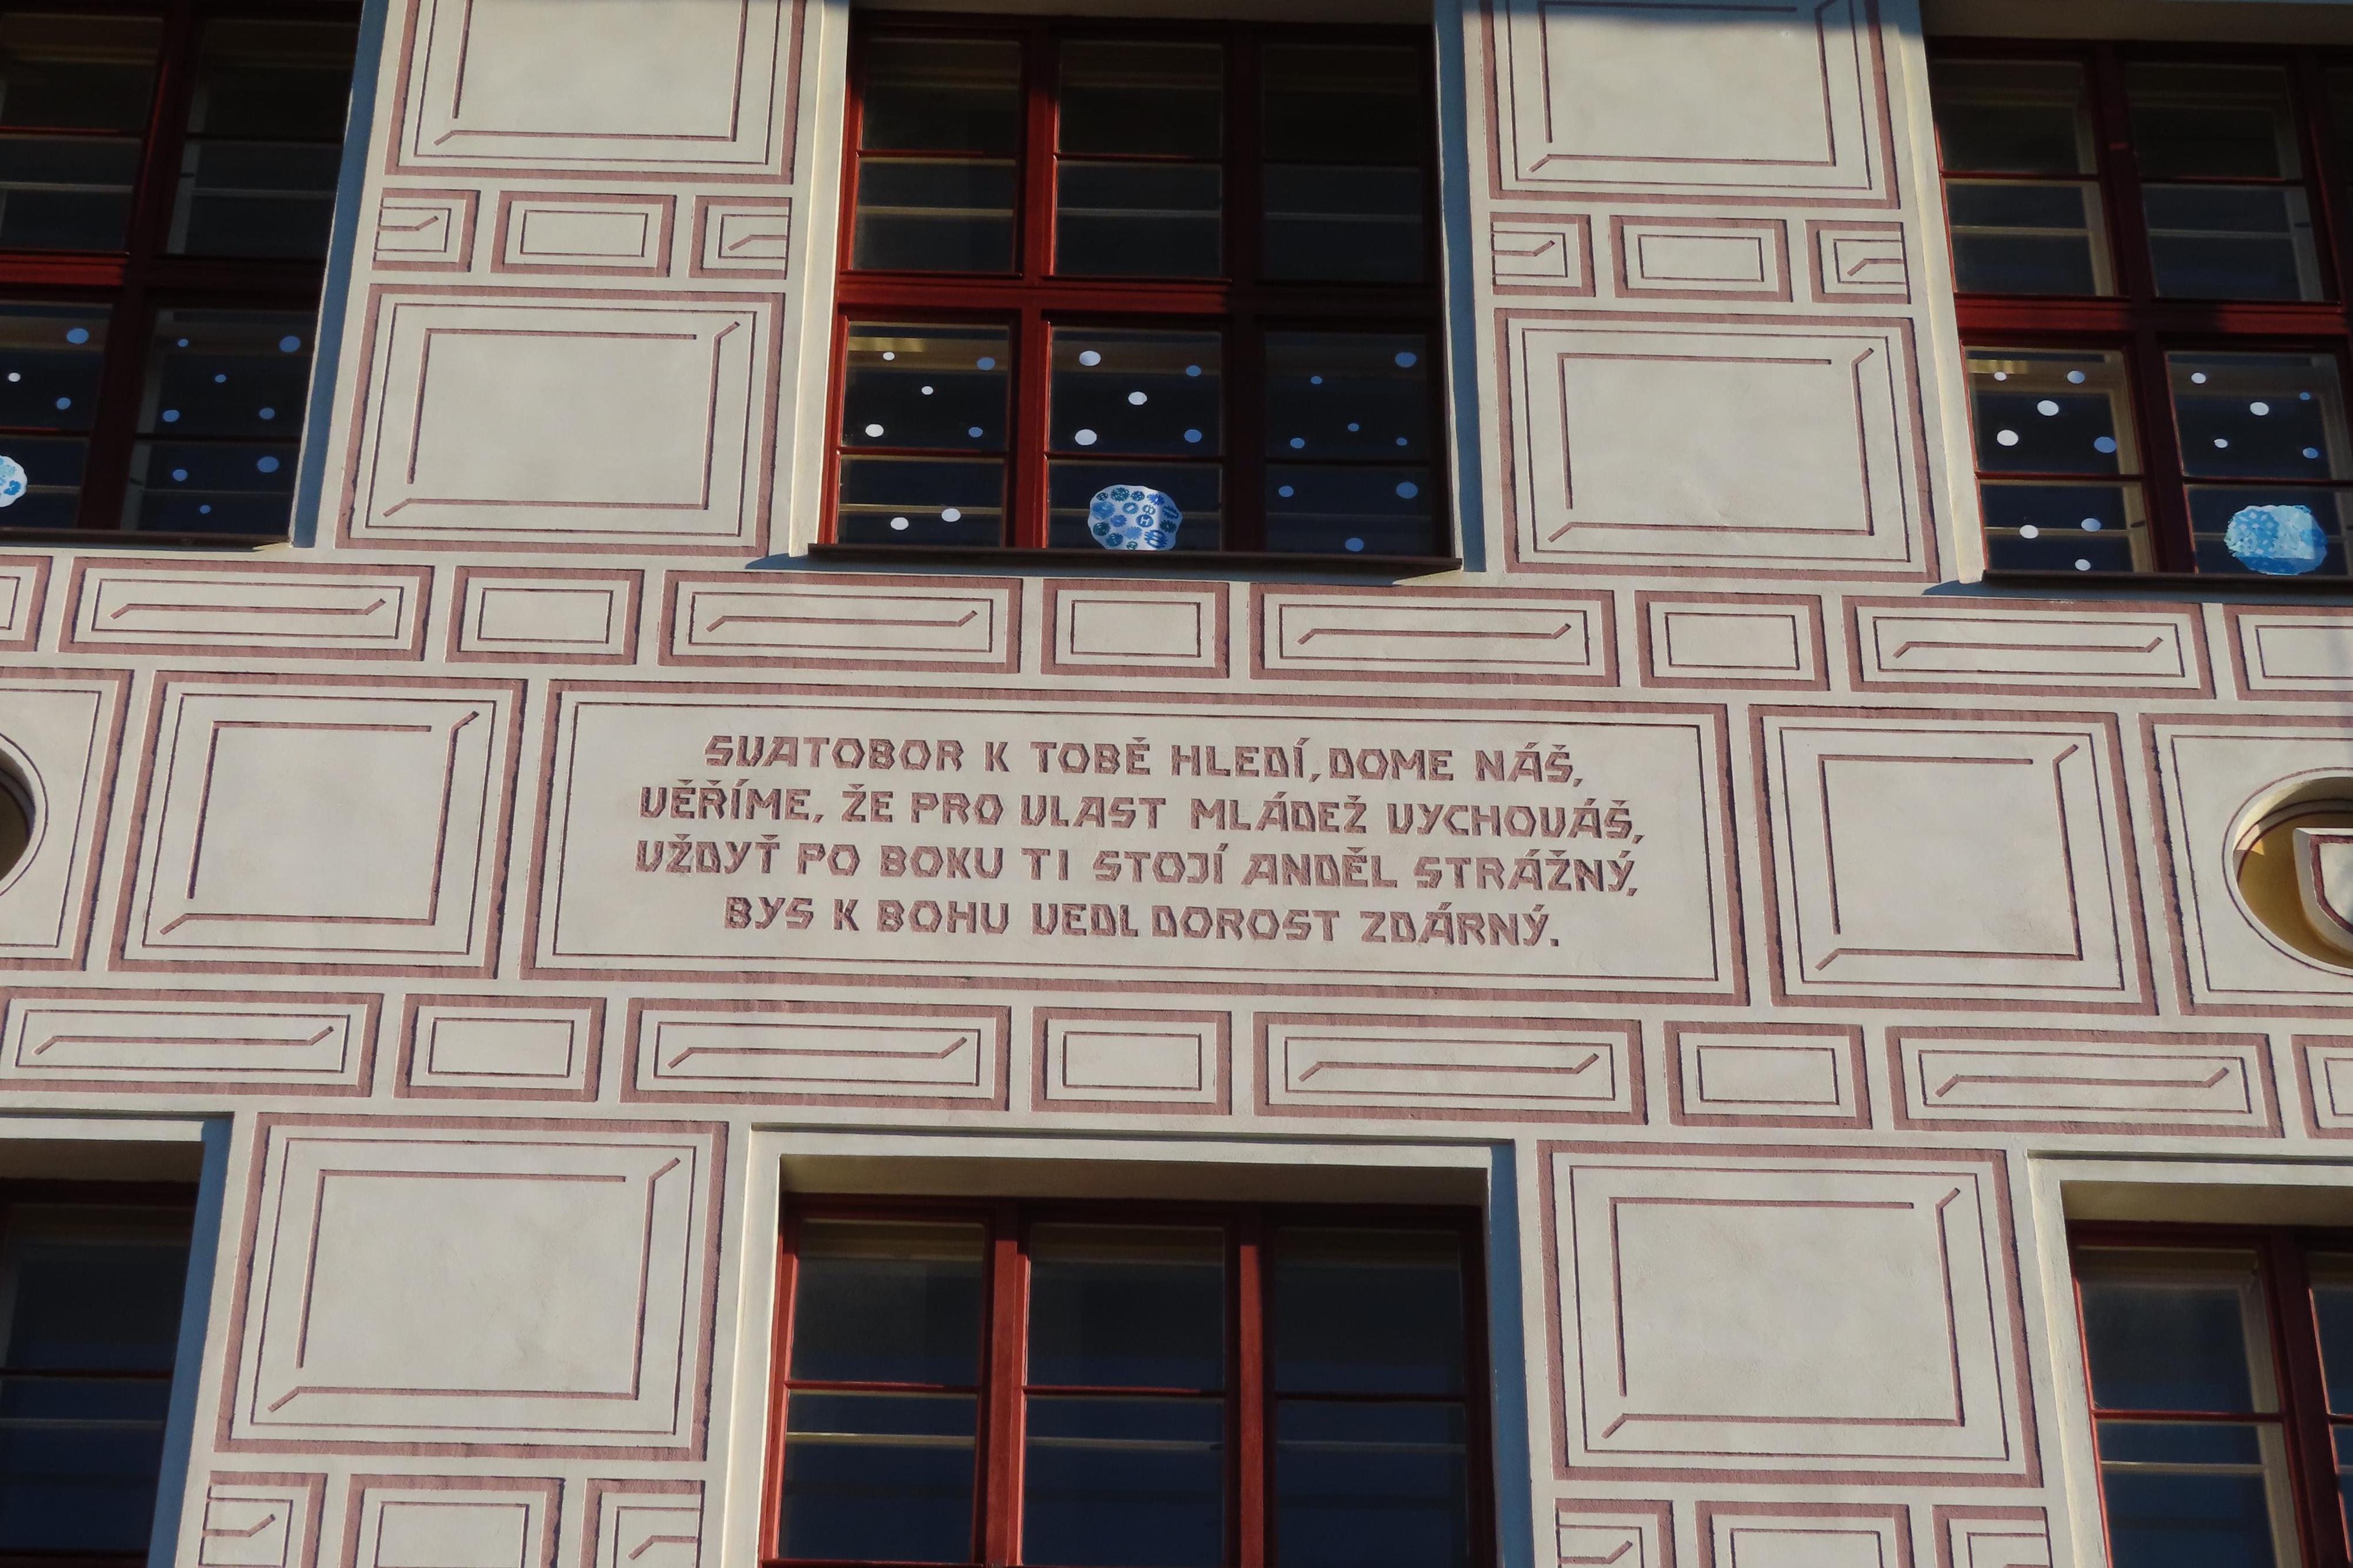 SVATOBOR K TOBĚ HLEDÍ, DOME NÁŠ,
VĚŘÍME, ŽE PRO VLAST MLÁDEŽ VYCHOVÁŠ,
VŽDYŤ PO BOKU TI STOJÍ ANDĚL STRÁŽNÝ,
BYS K BOHU VEDL DOROST ZDÁRNÝ.